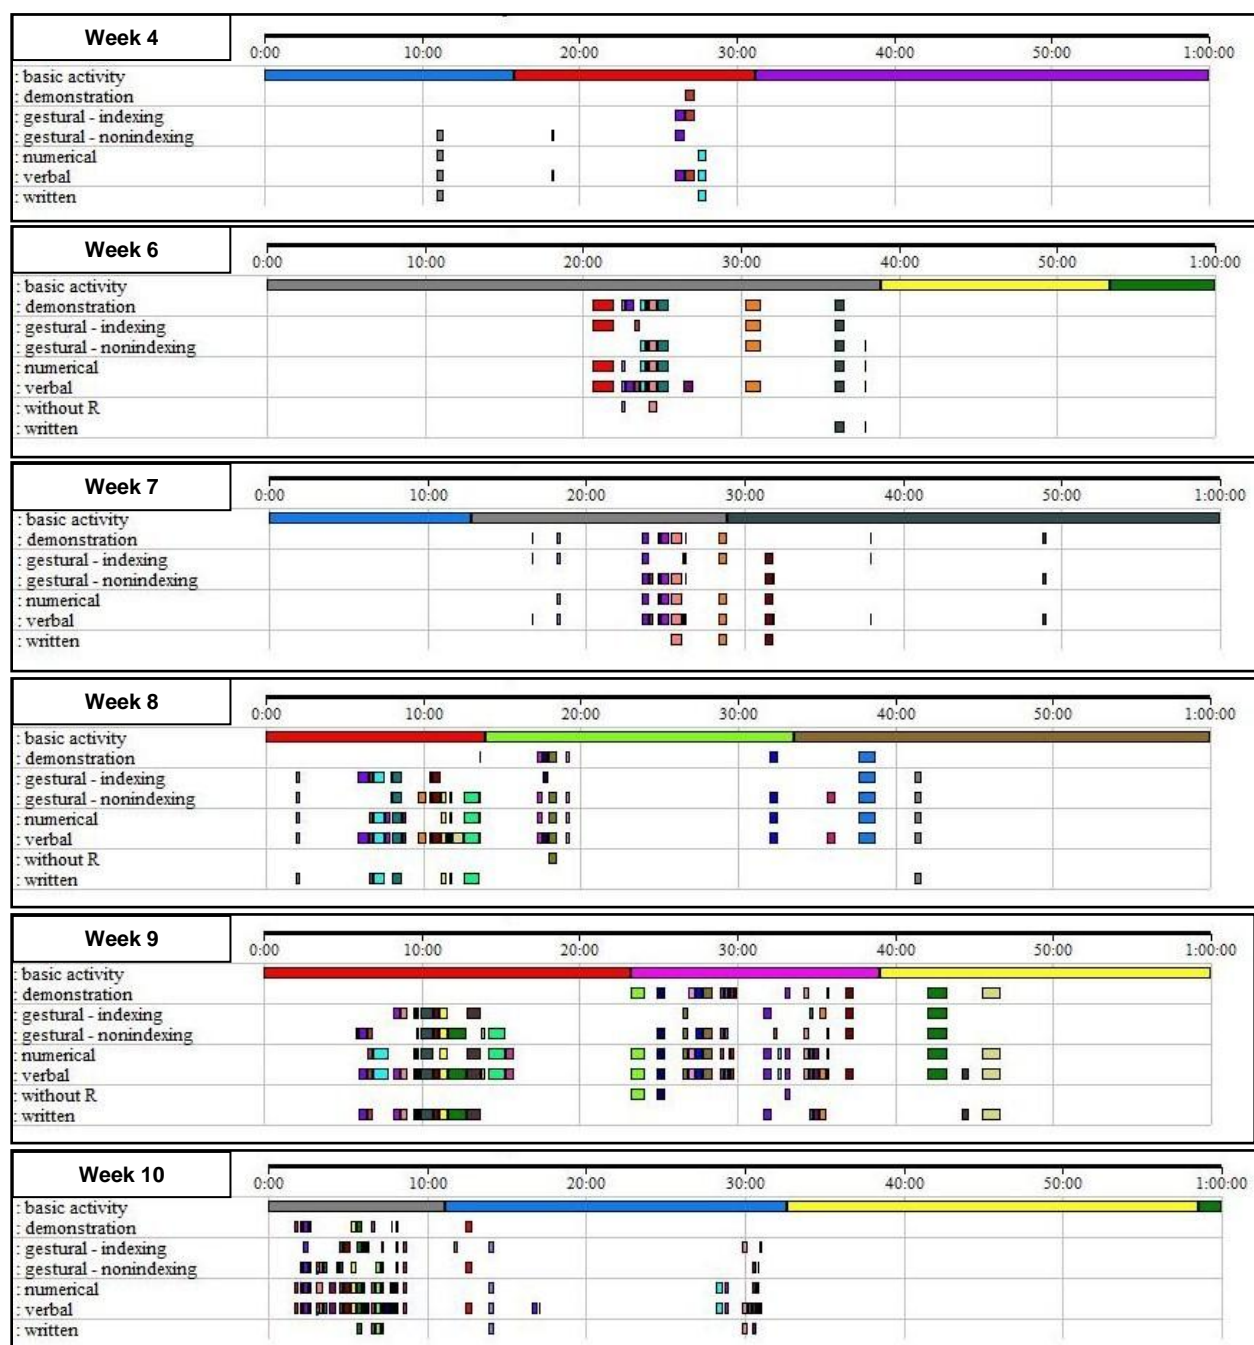 Week 4
0:00 10:00 20:00 30:00 40:00 50:00 1:00:00
: basic activity
: demonstration
: gestural - indexing
: gestural - nonindexing
: numerical
: verbal
: written
Week 6
0:00 10:00 20:00 30:00 40:00 50:00 1:00:00
: basic activity
: demonstration
: gestural - indexing
: gestural - nonindexing
: numerical
: verbal
: without R
: written
Week 7
0:00 10:00 20:00 30:00 40:00 50:00 1:00:00
: basic activity
: demonstration
: gestural - indexing
: gestural - nonindexing
: numerical
: verbal
: written
Week 8
0:00 10:00 20:00 30:00 40:00 50:00 1:00:00
: basic activity
: demonstration
: gestural - indexing
: gestural - nonindexing
: numerical
: verbal
: without R
: written
Week 9
0:00 10:00 20:00 30:00 40:00 50:00 1:00:00
: basic activity
: demonstration
: gestural - indexing
: gestural - nonindexing
: numerical
: verbal
: without R
: written
Week 10
0:00 10:00 20:00 30:00 40:00 50:00 1:00:00
: basic activity
: demonstration
: gestural - indexing
: gestural - nonindexing
: numerical
: verbal
: written